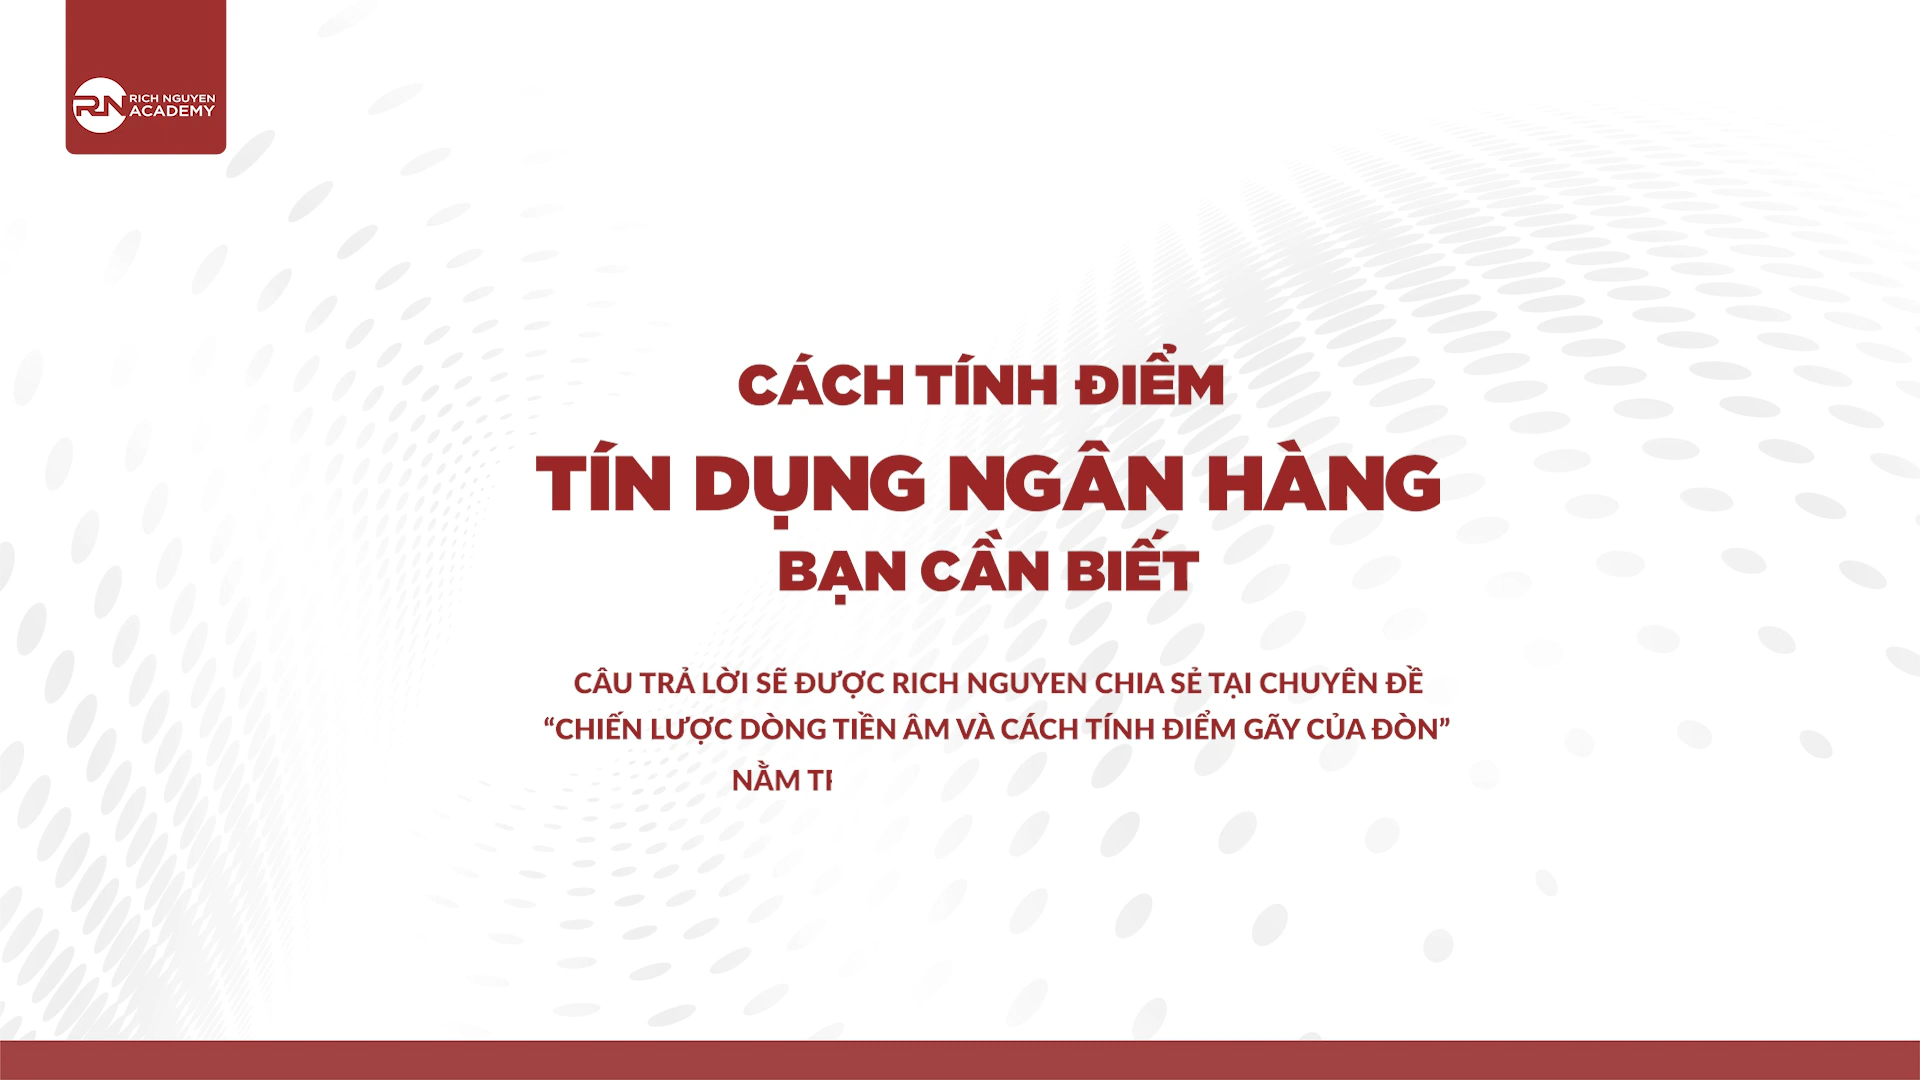 RICH NGUYEN
ACADEMY
CÁCH TÍNH ĐIỂM
TÍN DỤNG NGÂN HÀNG
BẠN CẦN BIẾT
CÂU TRẢ LỜI SẼ ĐƯỢC RICH NGUYEN CHIA SẺ TẠI CHUYÊN ĐỀ
“CHIẾN LƯỢC DÒNG TIỀN ÂM VÀ CÁCH TÍNH ĐIỂM GÃY CỦA ĐÒN”
NẰM